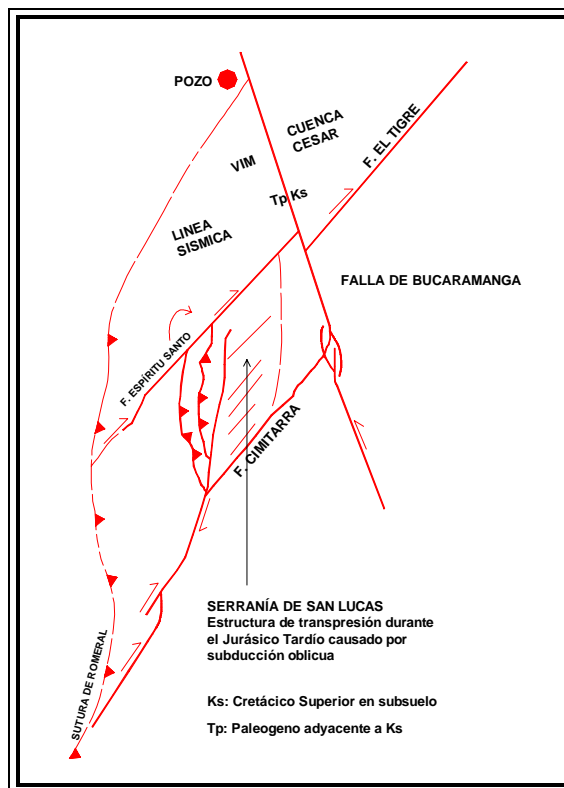 POZO
CUENCA
CESAR
F. EL TIGRE
VIM
Tp Ks
LINEA
SISMICA
FALLA DE BUCARAMANGA
F. ESPÍRITU SANTO
F. CIMITARRA
SERRANÍA DE SAN LUCAS
Estructura de transpresión durante
el Jurásico Tardío causado por
subducción oblicua
SUTURA DE ROMERAL
Ks: Cretácico Superior en subsuelo
Tp: Paleogeno adyacente a Ks